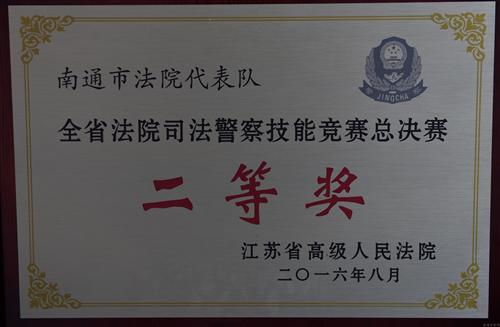 南通市法院代表队
JINGCHA
全省法院司法警察技能竞赛总决赛
二等奖
江苏省高级人民法院
二〇一六年八月